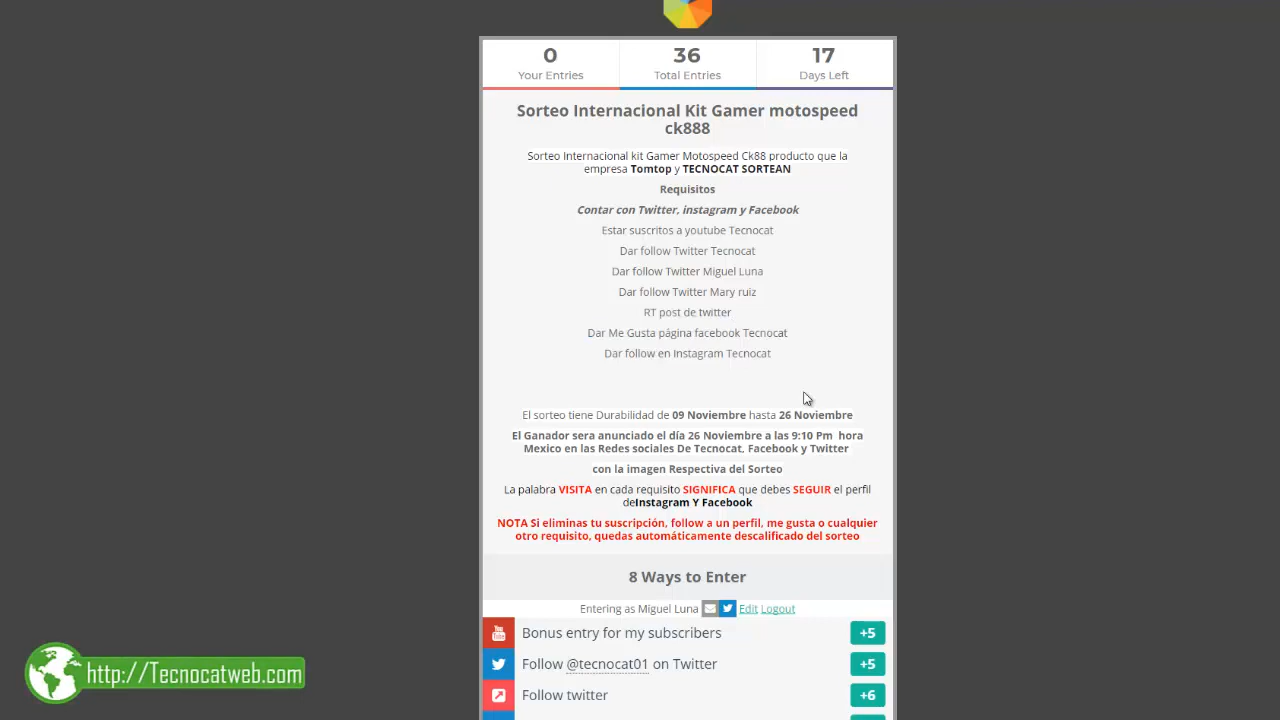 0
36
17
Your Entries
Total Entries
Days Left
Sorteo Internacional Kit Gamer motospeed
ck888
Sorteo Internacional kit Gamer Motospeed Ck88 producto que la
empresa Tomtop y TECNOCAT SORTEAN
Requisitos
Contar con Twitter, instagram y Facebook
Estar suscritos a youtube Tecnocat
Dar follow Twitter Tecnocat
Dar follow Twitter Miguel Luna
Dar follow Twitter Mary ruiz
RT post de twitter
Dar Me Gusta página facebook Tecnocat
Dar follow en Instagram Tecnocat
El sorteo tiene Durabilidad de 09 Noviembre hasta 26 Noviembre
El Ganador sera anunciado el día 26 Noviembre a las 9:10 Pm hora
Mexico en las Redes sociales De Tecnocat, Facebook y Twitter
con la imagen Respectiva del Sorteo
La palabra VISITA en cada requisito SIGNIFICA que debes SEGUIR el perfil
deInstagram Y Facebook
NOTA Si eliminas tu suscripción, follow a un perfil, me gusta o cualquier
otro requisito, quedas automáticamente descalificado del sorteo
8 Ways to Enter
Entering as Miguel Luna Edit Logout
You Tube Bonus entry for my subscribers +5
Follow @tecnocat01 on Twitter +5
Follow twitter +6
http://Tecnocatweb.com